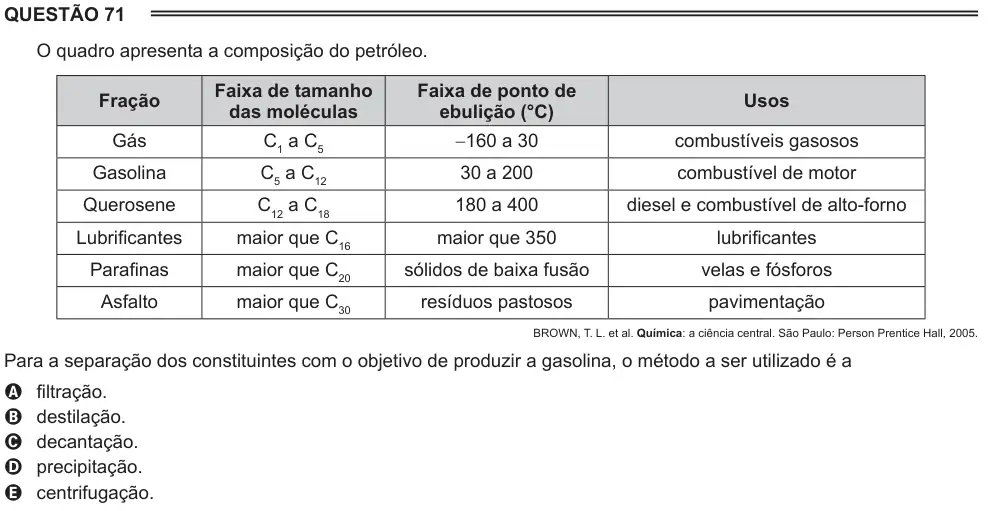 QUESTÃO 71
O quadro apresenta a composição do petróleo.
Fração Faixa de tamanho das moléculas Faixa de ponto de ebulição (°C) Usos
Gás C₁ a C₅ −160 a 30 combustíveis gasosos
Gasolina C₅ a C₁₂ 30 a 200 combustível de motor
Querosene C₁₂ a C₁₈ 180 a 400 diesel e combustível de alto-forno
Lubrificantes maior que C₁₆ maior que 350 lubrificantes
Parafinas maior que C₂₀ sólidos de baixa fusão velas e fósforos
Asfalto maior que C₃₀ resíduos pastosos pavimentação
BROWN, T. L. et al. Química: a ciência central. São Paulo: Person Prentice Hall, 2005.
Para a separação dos constituintes com o objetivo de produzir a gasolina, o método a ser utilizado é a
A filtração.
B destilação.
C decantação.
D precipitação.
E centrifugação.